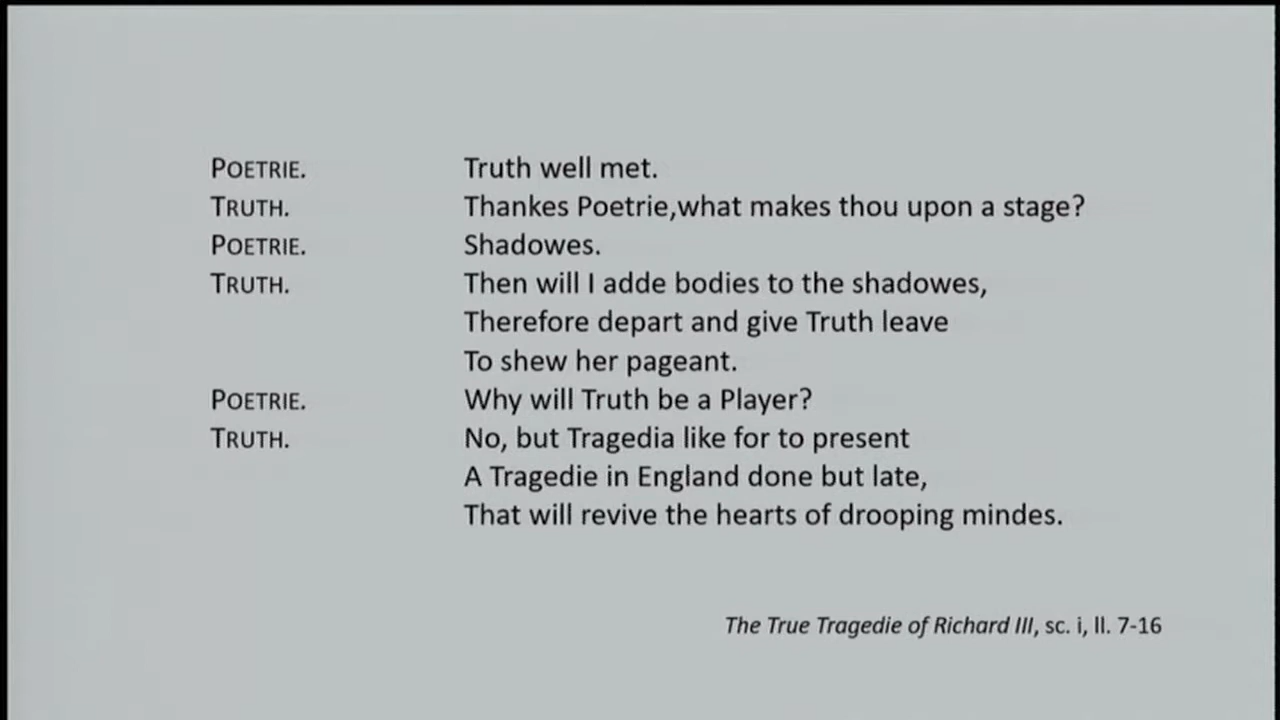 POETRIE. Truth well met.
TRUTH. Thankes Poetrie,what makes thou upon a stage?
POETRIE. Shadowes.
TRUTH. Then will I adde bodies to the shadowes,
Therefore depart and give Truth leave
To shew her pageant.
POETRIE. Why will Truth be a Player?
TRUTH. No, but Tragedia like for to present
A Tragedie in England done but late,
That will revive the hearts of drooping mindes.
The True Tragedie of Richard III, sc. i, ll. 7-16